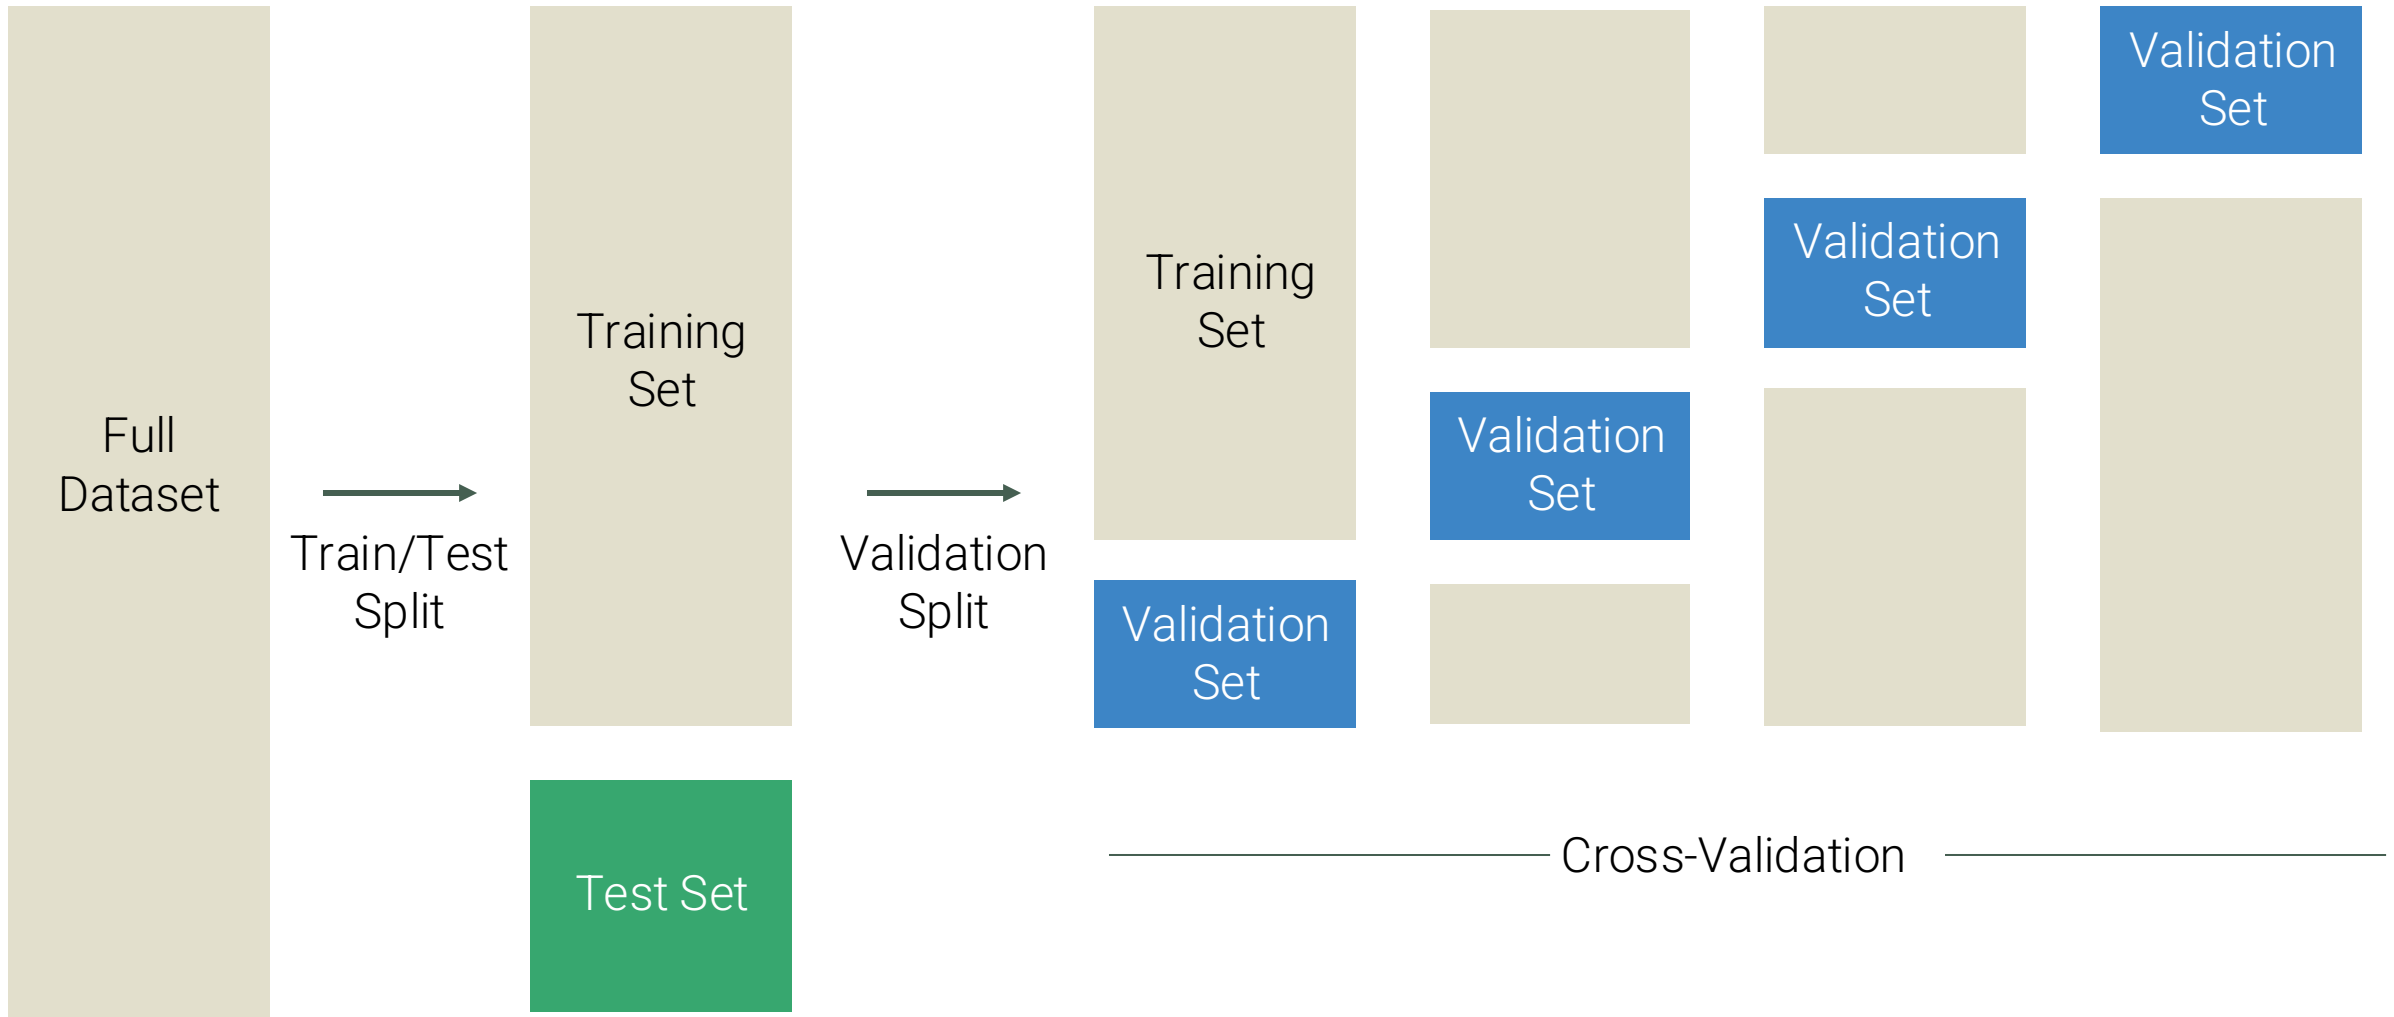 Full
Dataset
Train/Test
Split
Training
Set
Test Set
Validation
Split
Training
Set
Validation
Set
Validation
Set
Validation
Set
Validation
Set
Cross-Validation